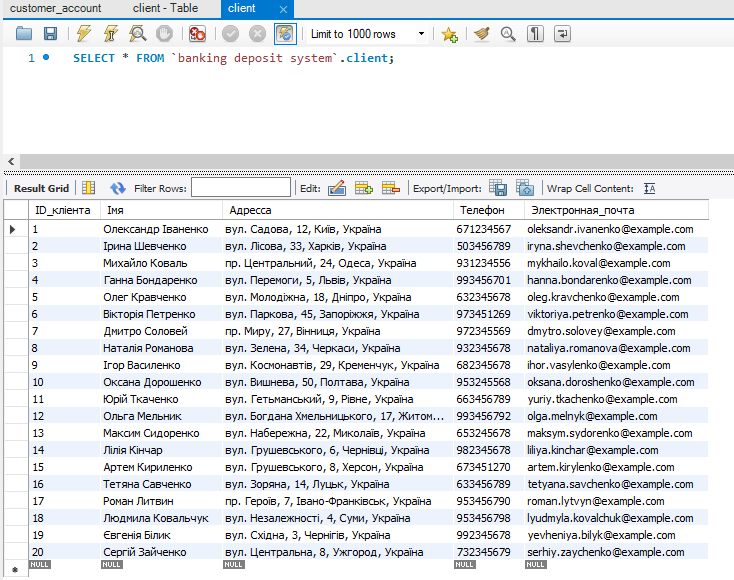 customer_account client - Table client
Limit to 1000 rows
1 SELECT * FROM `banking deposit system`.client;
Result Grid Filter Rows: Edit: Export/Import: Wrap Cell Content:
ID_клієнта Імя Адресса Телефон Электронная_почта
1 Олександр Іваненко вул. Садова, 12, Київ, Україна 671234567 oleksandr.ivanenko@example.com
2 Ірина Шевченко вул. Лісова, 33, Харків, Україна 503456789 iryna.shevchenko@example.com
3 Михайло Коваль пр. Центральний, 24, Одеса, Україна 931234556 mykhailo.koval@example.com
4 Ганна Бондаренко вул. Перемоги, 5, Львів, Україна 993456701 hanna.bondarenko@example.com
5 Олег Кравченко вул. Молодіжна, 18, Дніпро, Україна 632345678 oleg.kravchenko@example.com
6 Вікторія Петренко вул. Паркова, 45, Запоріжжя, Україна 973451269 viktoriya.petrenko@example.com
7 Дмитро Соловей пр. Миру, 27, Вінниця, Україна 972345569 dmytro.solovey@example.com
8 Наталія Романова вул. Зелена, 34, Черкаси, Україна 932345678 nataliya.romanova@example.com
9 Ігор Василенко вул. Космонавтів, 29, Кременчук, Україна 682345678 ihor.vasylenko@example.com
10 Оксана Дорошенко вул. Вишнева, 50, Полтава, Україна 953245568 oksana.doroshenko@example.com
11 Юрій Ткаченко вул. Гетьманський, 9, Рівне, Україна 663456789 yuriy.tkachenko@example.com
12 Ольга Мельник вул. Богдана Хмельницького, 17, Житом... 993456792 olga.melnyk@example.com
13 Максим Сидоренко вул. Набережна, 22, Миколаїв, Україна 653245678 maksym.sydorenko@example.com
14 Лілія Кінчар вул. Грушевського, 6, Чернівці, Україна 982345678 liliya.kinchar@example.com
15 Артем Кириленко вул. Грушевського, 8, Херсон, Україна 673451270 artem.kirylenko@example.com
16 Тетяна Савченко вул. Зоряна, 14, Луцьк, Україна 633456789 tetyana.savchenko@example.com
17 Роман Литвин пр. Героїв, 7, Івано-Франківськ, Україна 953456790 roman.lytvyn@example.com
18 Людмила Ковальчук вул. Незалежності, 4, Суми, Україна 953456798 lyudmyla.kovalchuk@example.com
19 Євгенія Білик вул. Східна, 3, Чернігів, Україна 992345678 yevheniya.bilyk@example.com
20 Сергій Зайченко вул. Центральна, 8, Ужгород, Україна 732345679 serhiy.zaychenko@example.com
NULL NULL NULL NULL NULL